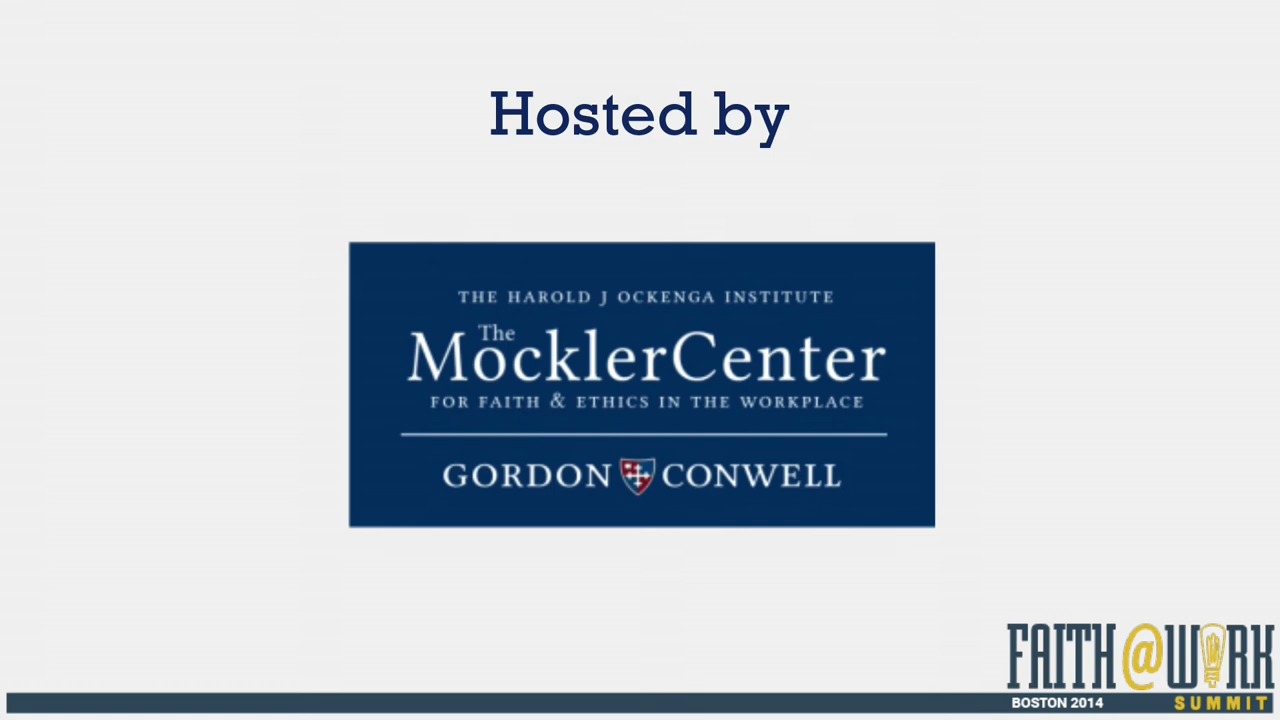 Hosted by
THE HAROLD J OCKENGA INSTITUTE
The
MocklerCenter
FOR FAITH & ETHICS IN THE WORKPLACE
GORDON CONWELL
FAITH@WORK
BOSTON 2014 SUMMIT